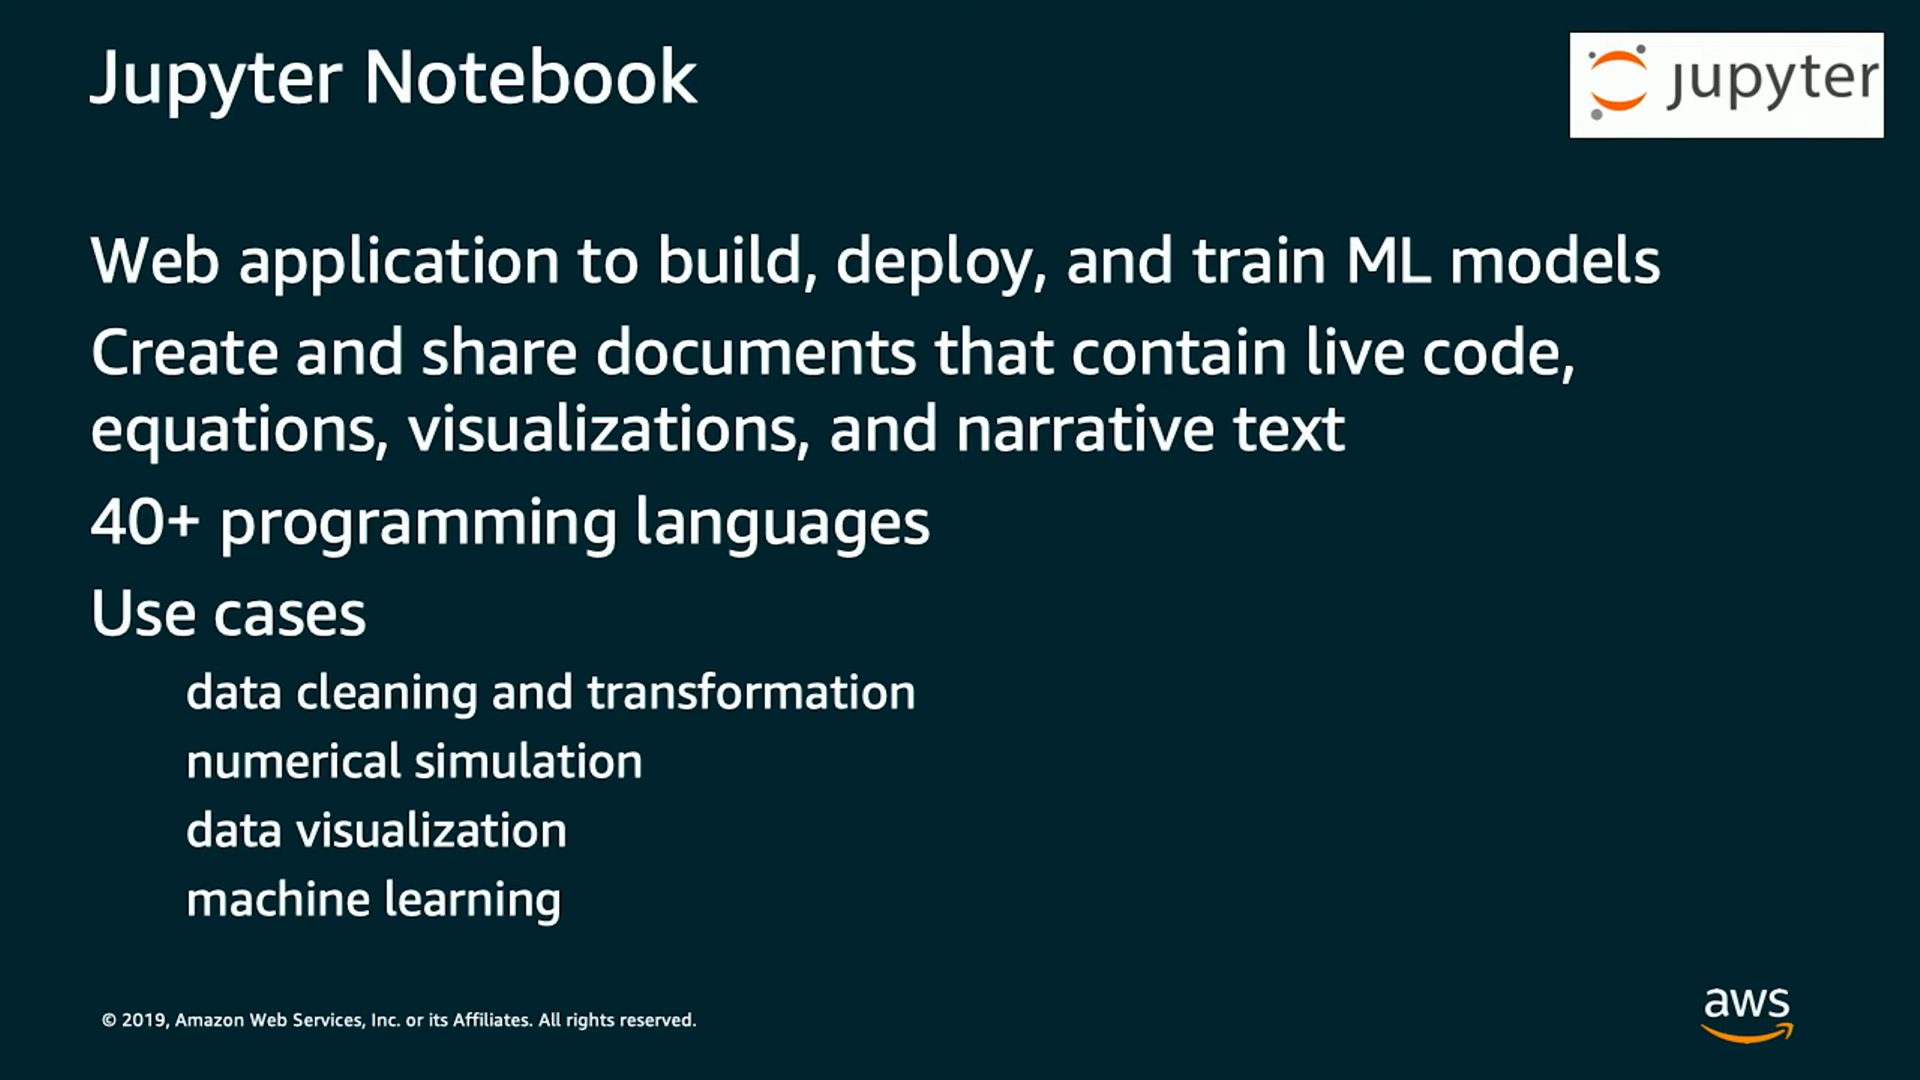 Jupyter Notebook
jupyter
Web application to build, deploy, and train ML models
Create and share documents that contain live code,
equations, visualizations, and narrative text
40+ programming languages
Use cases
data cleaning and transformation
numerical simulation
data visualization
machine learning
© 2019, Amazon Web Services, Inc. or its Affiliates. All rights reserved.
aws